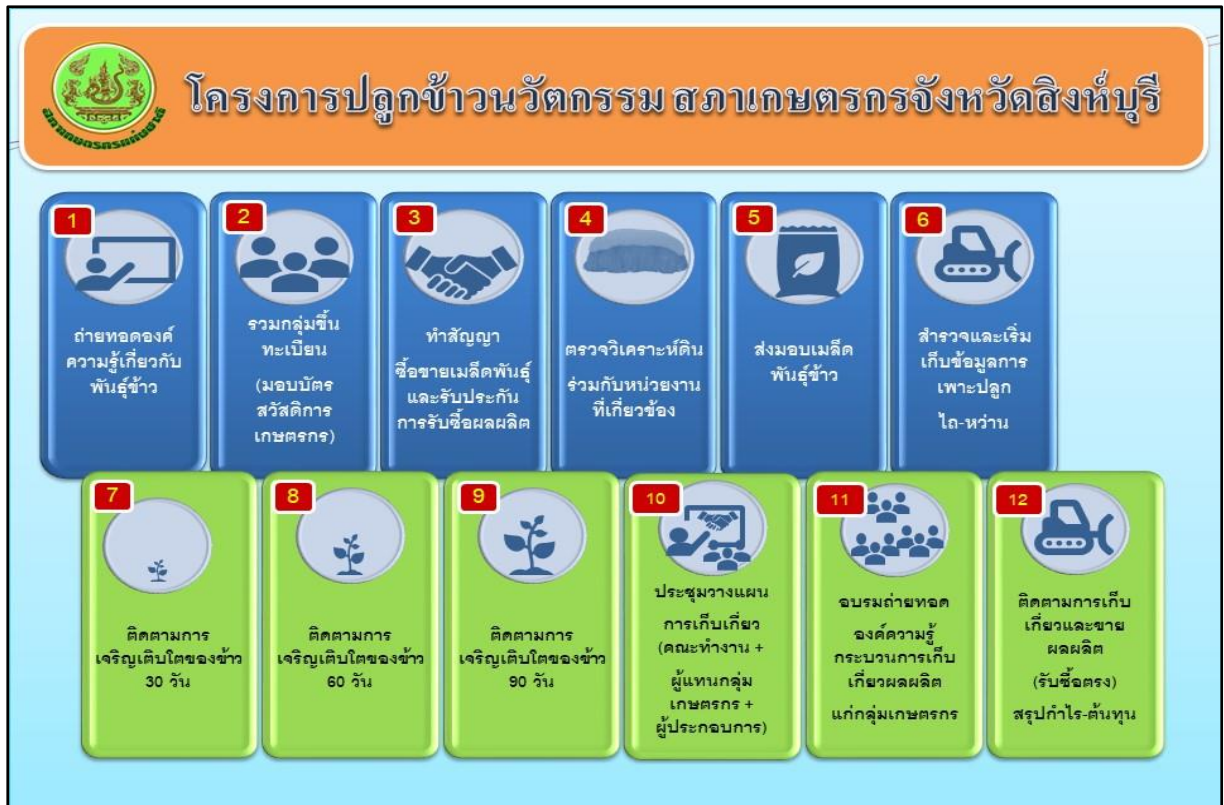 โครงการปลูกข้าวนวัตกรรม สภาเกษตรกรจังหวัดสิงห์บุรี
สภาเกษตรกรแห่งชาติ
1
ถ่ายทอดองค์
ความรู้เกี่ยวกับ
พันธุ์ข้าว
2
รวมกลุ่มขึ้น
ทะเบียน
(มอบบัตร
สวัสดิการ
เกษตรกร)
3
ทำสัญญา
ซื้อขายเมล็ดพันธุ์
และรับประกัน
การรับซื้อผลผลิต
4
ตรวจวิเคราะห์ดิน
ร่วมกับหน่วยงาน
ที่เกี่ยวข้อง
5
ส่งมอบเมล็ด
พันธุ์ข้าว
6
สำรวจและเริ่ม
เก็บข้อมูลการ
เพาะปลูก
ไถ-หว่าน
7
ติดตามการ
เจริญเติบโตของข้าว
30 วัน
8
ติดตามการ
เจริญเติบโตของข้าว
60 วัน
9
ติดตามการ
เจริญเติบโตของข้าว
90 วัน
10
ประชุมวางแผน
การเก็บเกี่ยว
(คณะทำงาน +
ผู้แทนกลุ่ม
เกษตรกร +
ผู้ประกอบการ)
11
อบรมถ่ายทอด
องค์ความรู้
กระบวนการเก็บ
เกี่ยวผลผลิต
แก่กลุ่มเกษตรกร
12
ติดตามการเก็บ
เกี่ยวและขาย
ผลผลิต
(รับซื้อตรง)
สรุปกำไร-ต้นทุน